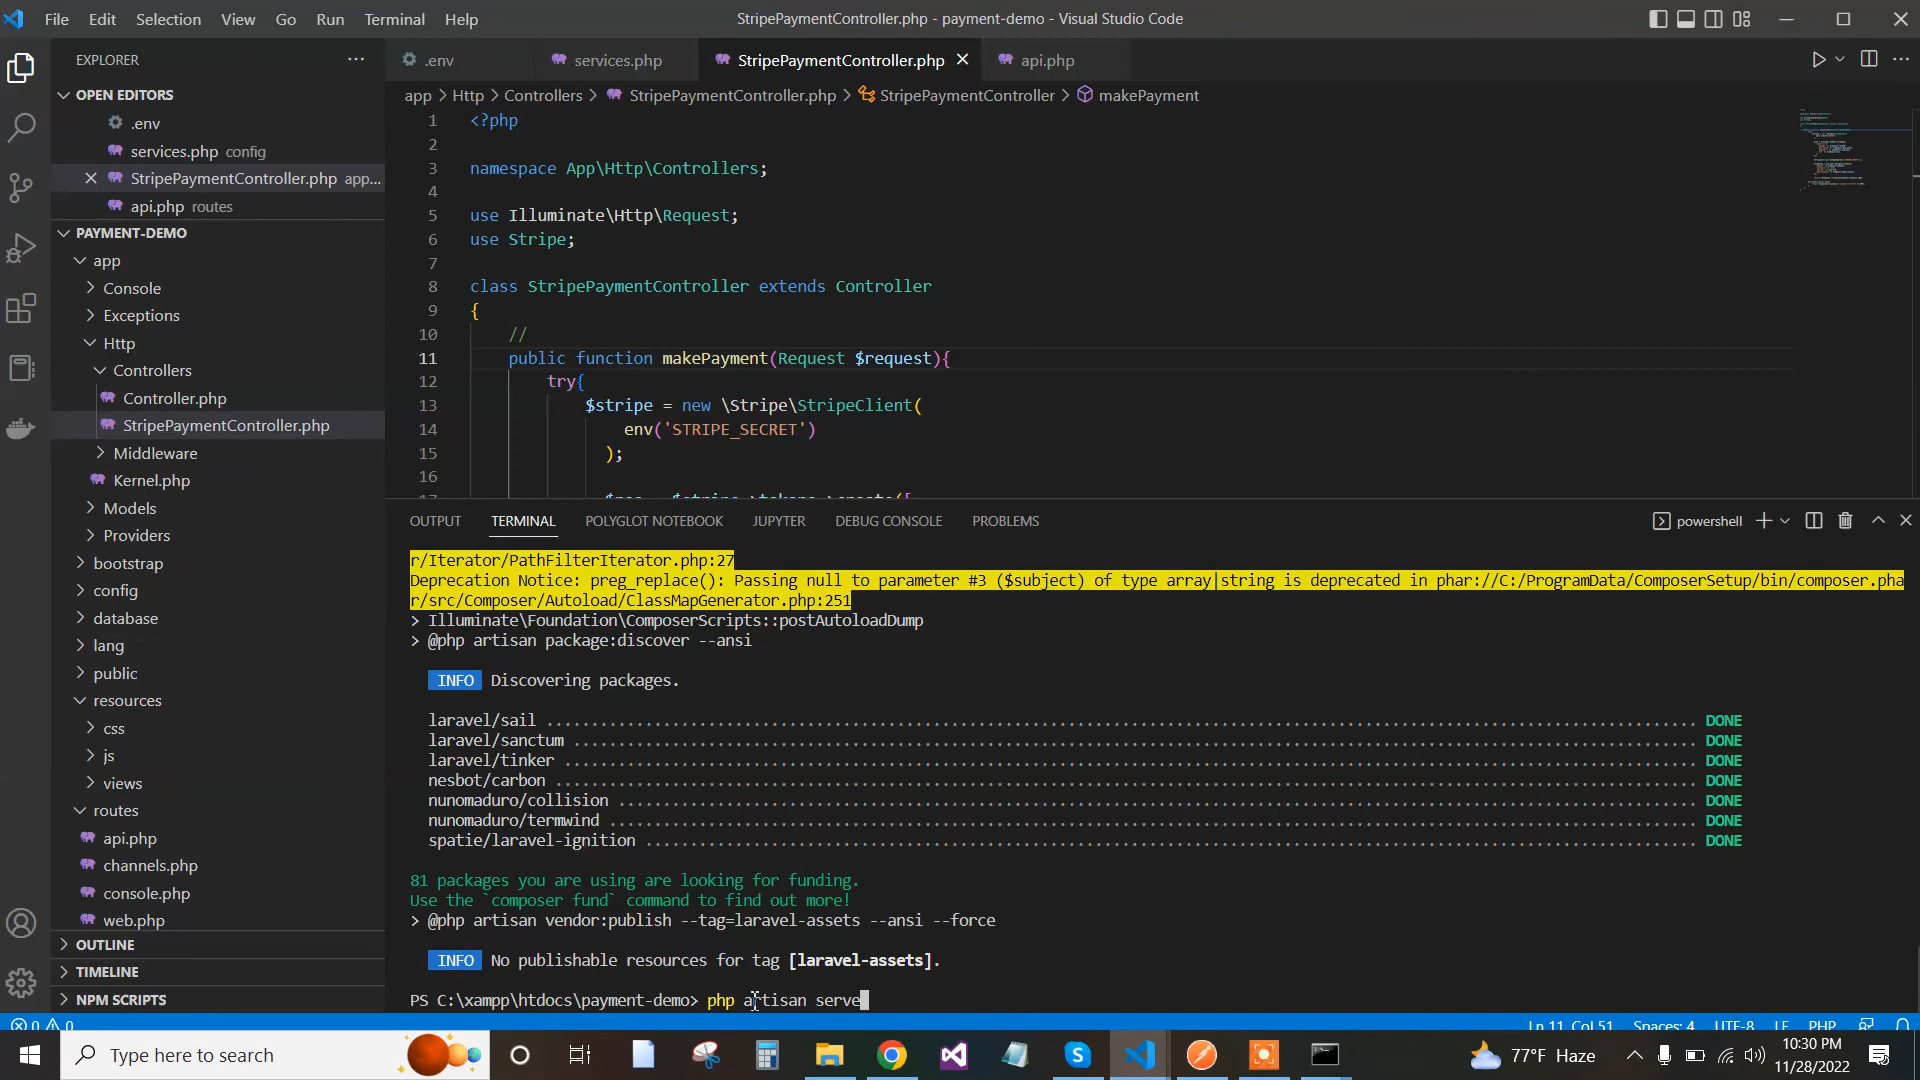 File Edit Selection View Go Run Terminal Help
StripePaymentController.php - payment-demo - Visual Studio Code
EXPLORER
OPEN EDITORS
.env
services.php config
StripePaymentController.php app...
api.php routes
PAYMENT-DEMO
app
Console
Exceptions
Http
Controllers
Controller.php
StripePaymentController.php
Middleware
Kernel.php
Models
Providers
bootstrap
config
database
lang
public
resources
css
js
views
routes
api.php
channels.php
console.php
web.php
OUTLINE
TIMELINE
NPM SCRIPTS
.env services.php StripePaymentController.php api.php
app > Http > Controllers > StripePaymentController.php > StripePaymentController > makePayment
1 <?php
2
3 namespace App\Http\Controllers;
4
5 use Illuminate\Http\Request;
6 use Stripe;
7
8 class StripePaymentController extends Controller
9 {
10 //
11 public function makePayment(Request $request){
12 try{
13 $stripe = new \Stripe\StripeClient(
14 env('STRIPE_SECRET')
15 );
16
OUTPUT TERMINAL POLYGLOT NOTEBOOK JUPYTER DEBUG CONSOLE PROBLEMS
powershell
r/Iterator/PathFilterIterator.php:27
Deprecation Notice: preg_replace(): Passing null to parameter #3 ($subject) of type array|string is deprecated in phar://C:/ProgramData/ComposerSetup/bin/composer.pha
r/src/Composer/Autoload/ClassMapGenerator.php:251
> Illuminate\Foundation\ComposerScripts::postAutoloadDump
> @php artisan package:discover --ansi
INFO Discovering packages.
laravel/sail ................................................ DONE
laravel/sanctum ................................................ DONE
laravel/tinker ................................................ DONE
nesbot/carbon ................................................ DONE
nunomaduro/collision ................................................ DONE
nunomaduro/termwind ................................................ DONE
spatie/laravel-ignition ................................................ DONE
81 packages you are using are looking for funding.
Use the `composer fund` command to find out more!
> @php artisan vendor:publish --tag=laravel-assets --ansi --force
INFO No publishable resources for tag [laravel-assets].
PS C:\xampp\htdocs\payment-demo> php artisan serve
0 0
Ln 11, Col 51 Spaces: 4 UTF-8 LF PHP
Type here to search
77°F Haze
10:30 PM
11/28/2022